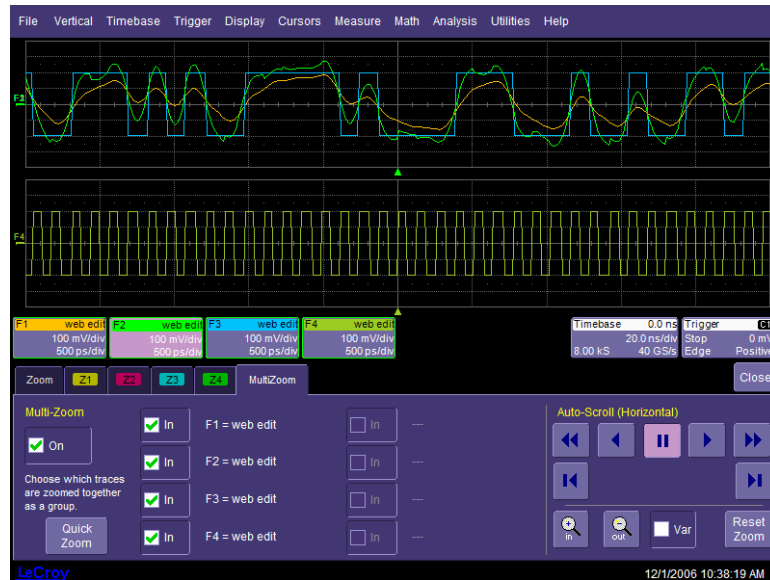 File Vertical Timebase Trigger Display Cursors Measure Math Analysis Utilities Help
F4
F1 web edit F2 web edit F3 web edit F4 web edit
100 mV/div 100 mV/div 100 mV/div 100 mV/div
500 ps/div 500 ps/div 500 ps/div 500 ps/div
Timebase 0.0 ns Trigger C1
20.0 ns/div Stop 0 mV
8.00 kS 40 GS/s Edge Positive
Zoom Z1 Z2 Z3 Z4 MultiZoom Close
Multi-Zoom
On
Choose which traces
are zoomed together
as a group.
Quick
Zoom
In F1 = web edit In ---
In F2 = web edit In ---
In F3 = web edit In ---
In F4 = web edit In ---
Auto-Scroll (Horizontal)
in out Var Reset
Zoom
LeCroy 12/1/2006 10:38:19 AM